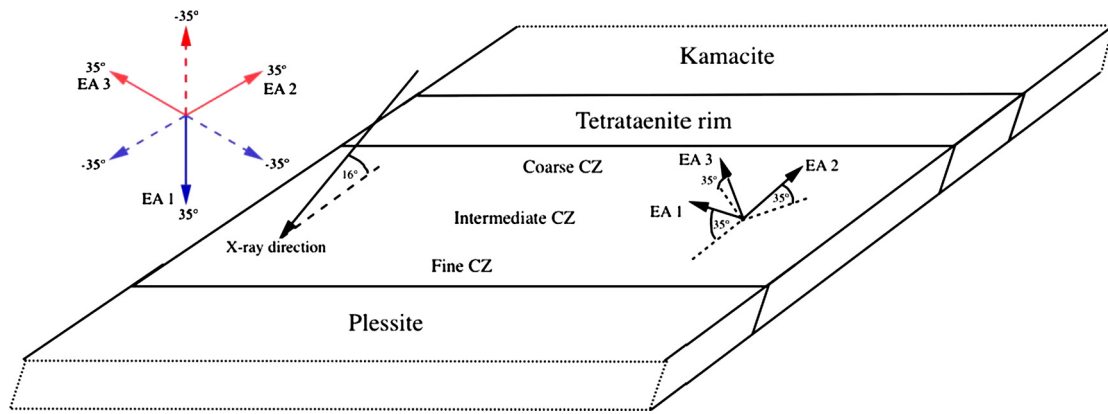 -35°
35°
EA 3
35°
EA 2
-35°
-35°
EA 1
35°
Kamacite
Tetrataenite rim
Coarse CZ
16°
X-ray direction
Intermediate CZ
Fine CZ
EA 3
EA 2
35°
35°
EA 1
35°
Plessite